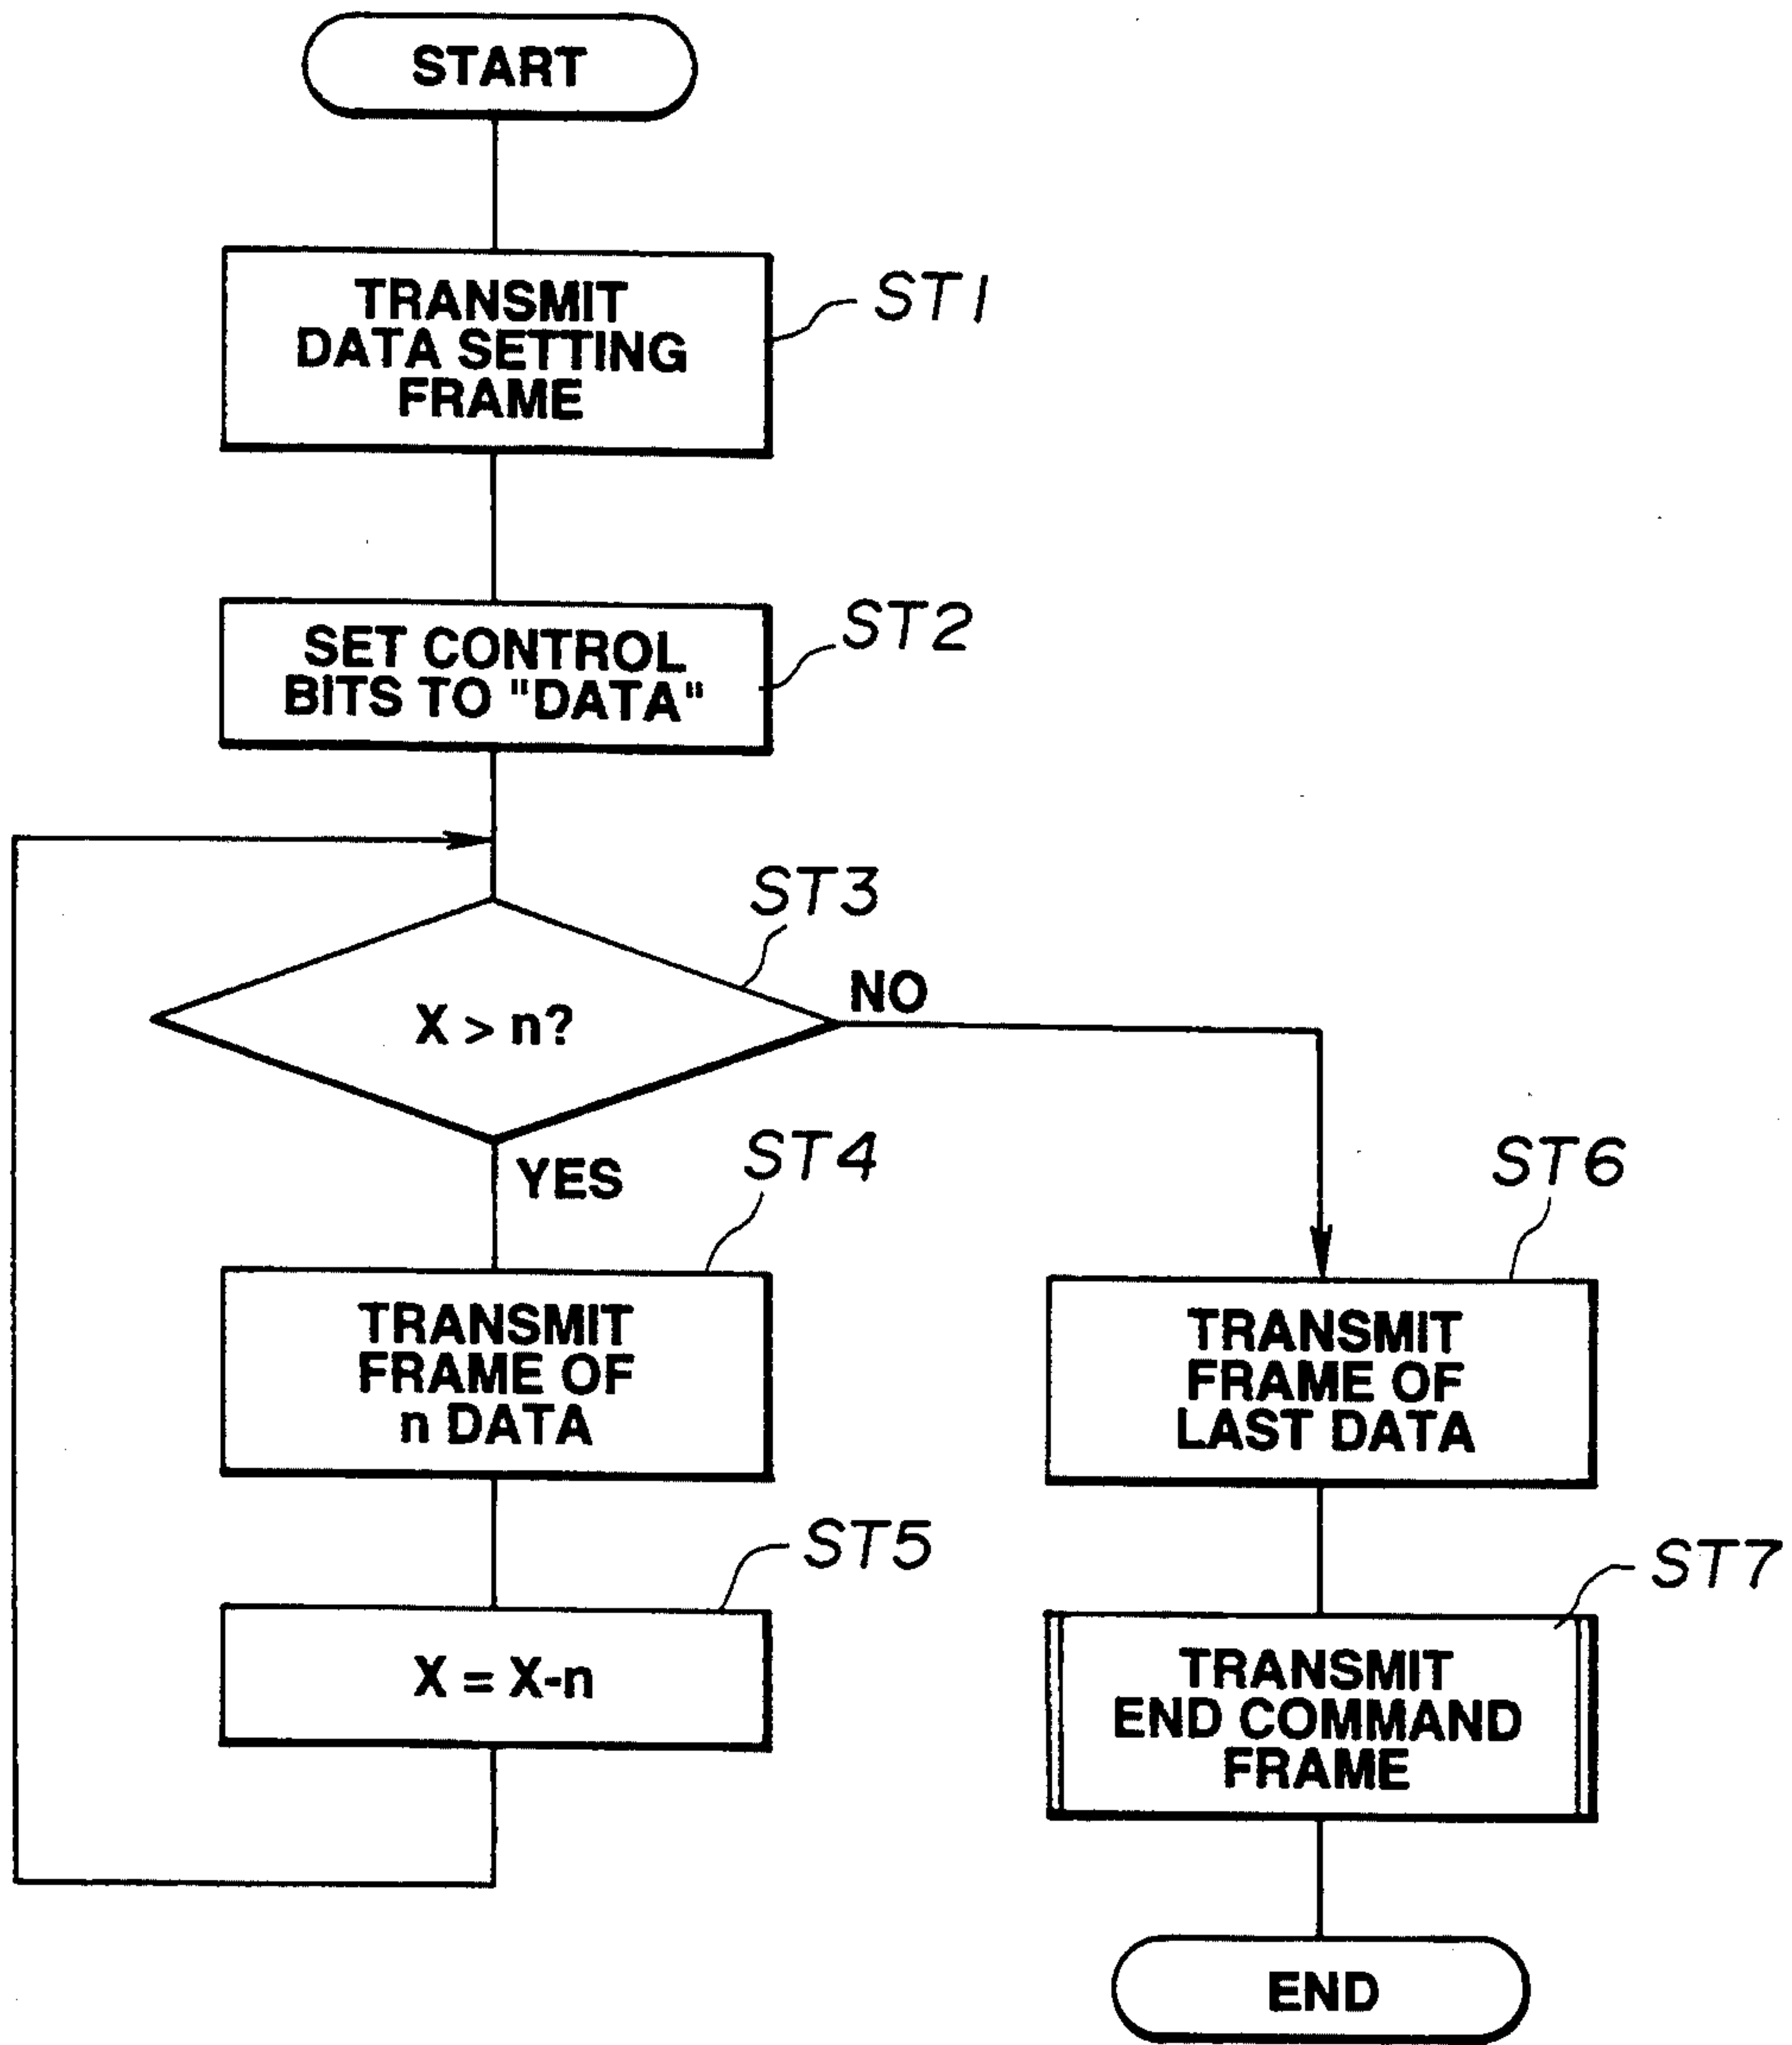 START
TRANSMIT
DATA SETTING
FRAME
ST1
SET CONTROL
BITS TO "DATA"
ST2
X > n?
ST3
NO
YES
TRANSMIT
FRAME OF
n DATA
ST4
X = X-n
ST5
TRANSMIT
FRAME OF
LAST DATA
ST6
TRANSMIT
END COMMAND
FRAME
ST7
END